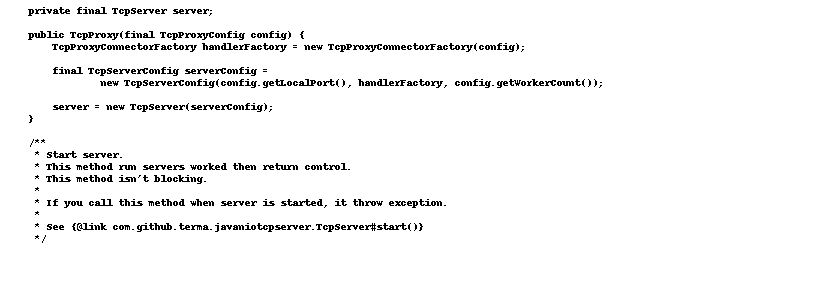 private final TcpServer server;

public TcpProxy(final TcpProxyConfig config) {
    TcpProxyConnectorFactory handlerFactory = new TcpProxyConnectorFactory(config);

    final TcpServerConfig serverConfig =
            new TcpServerConfig(config.getLocalPort(), handlerFactory, config.getWorkerCount());

    server = new TcpServer(serverConfig);
}

/**
 * Start server.
 * This method run servers worked then return control.
 * This method isn't blocking.
 *
 * If you call this method when server is started, it throw exception.
 *
 * See {@link com.github.terma.javaniotcpserver.TcpServer#start()}
 */